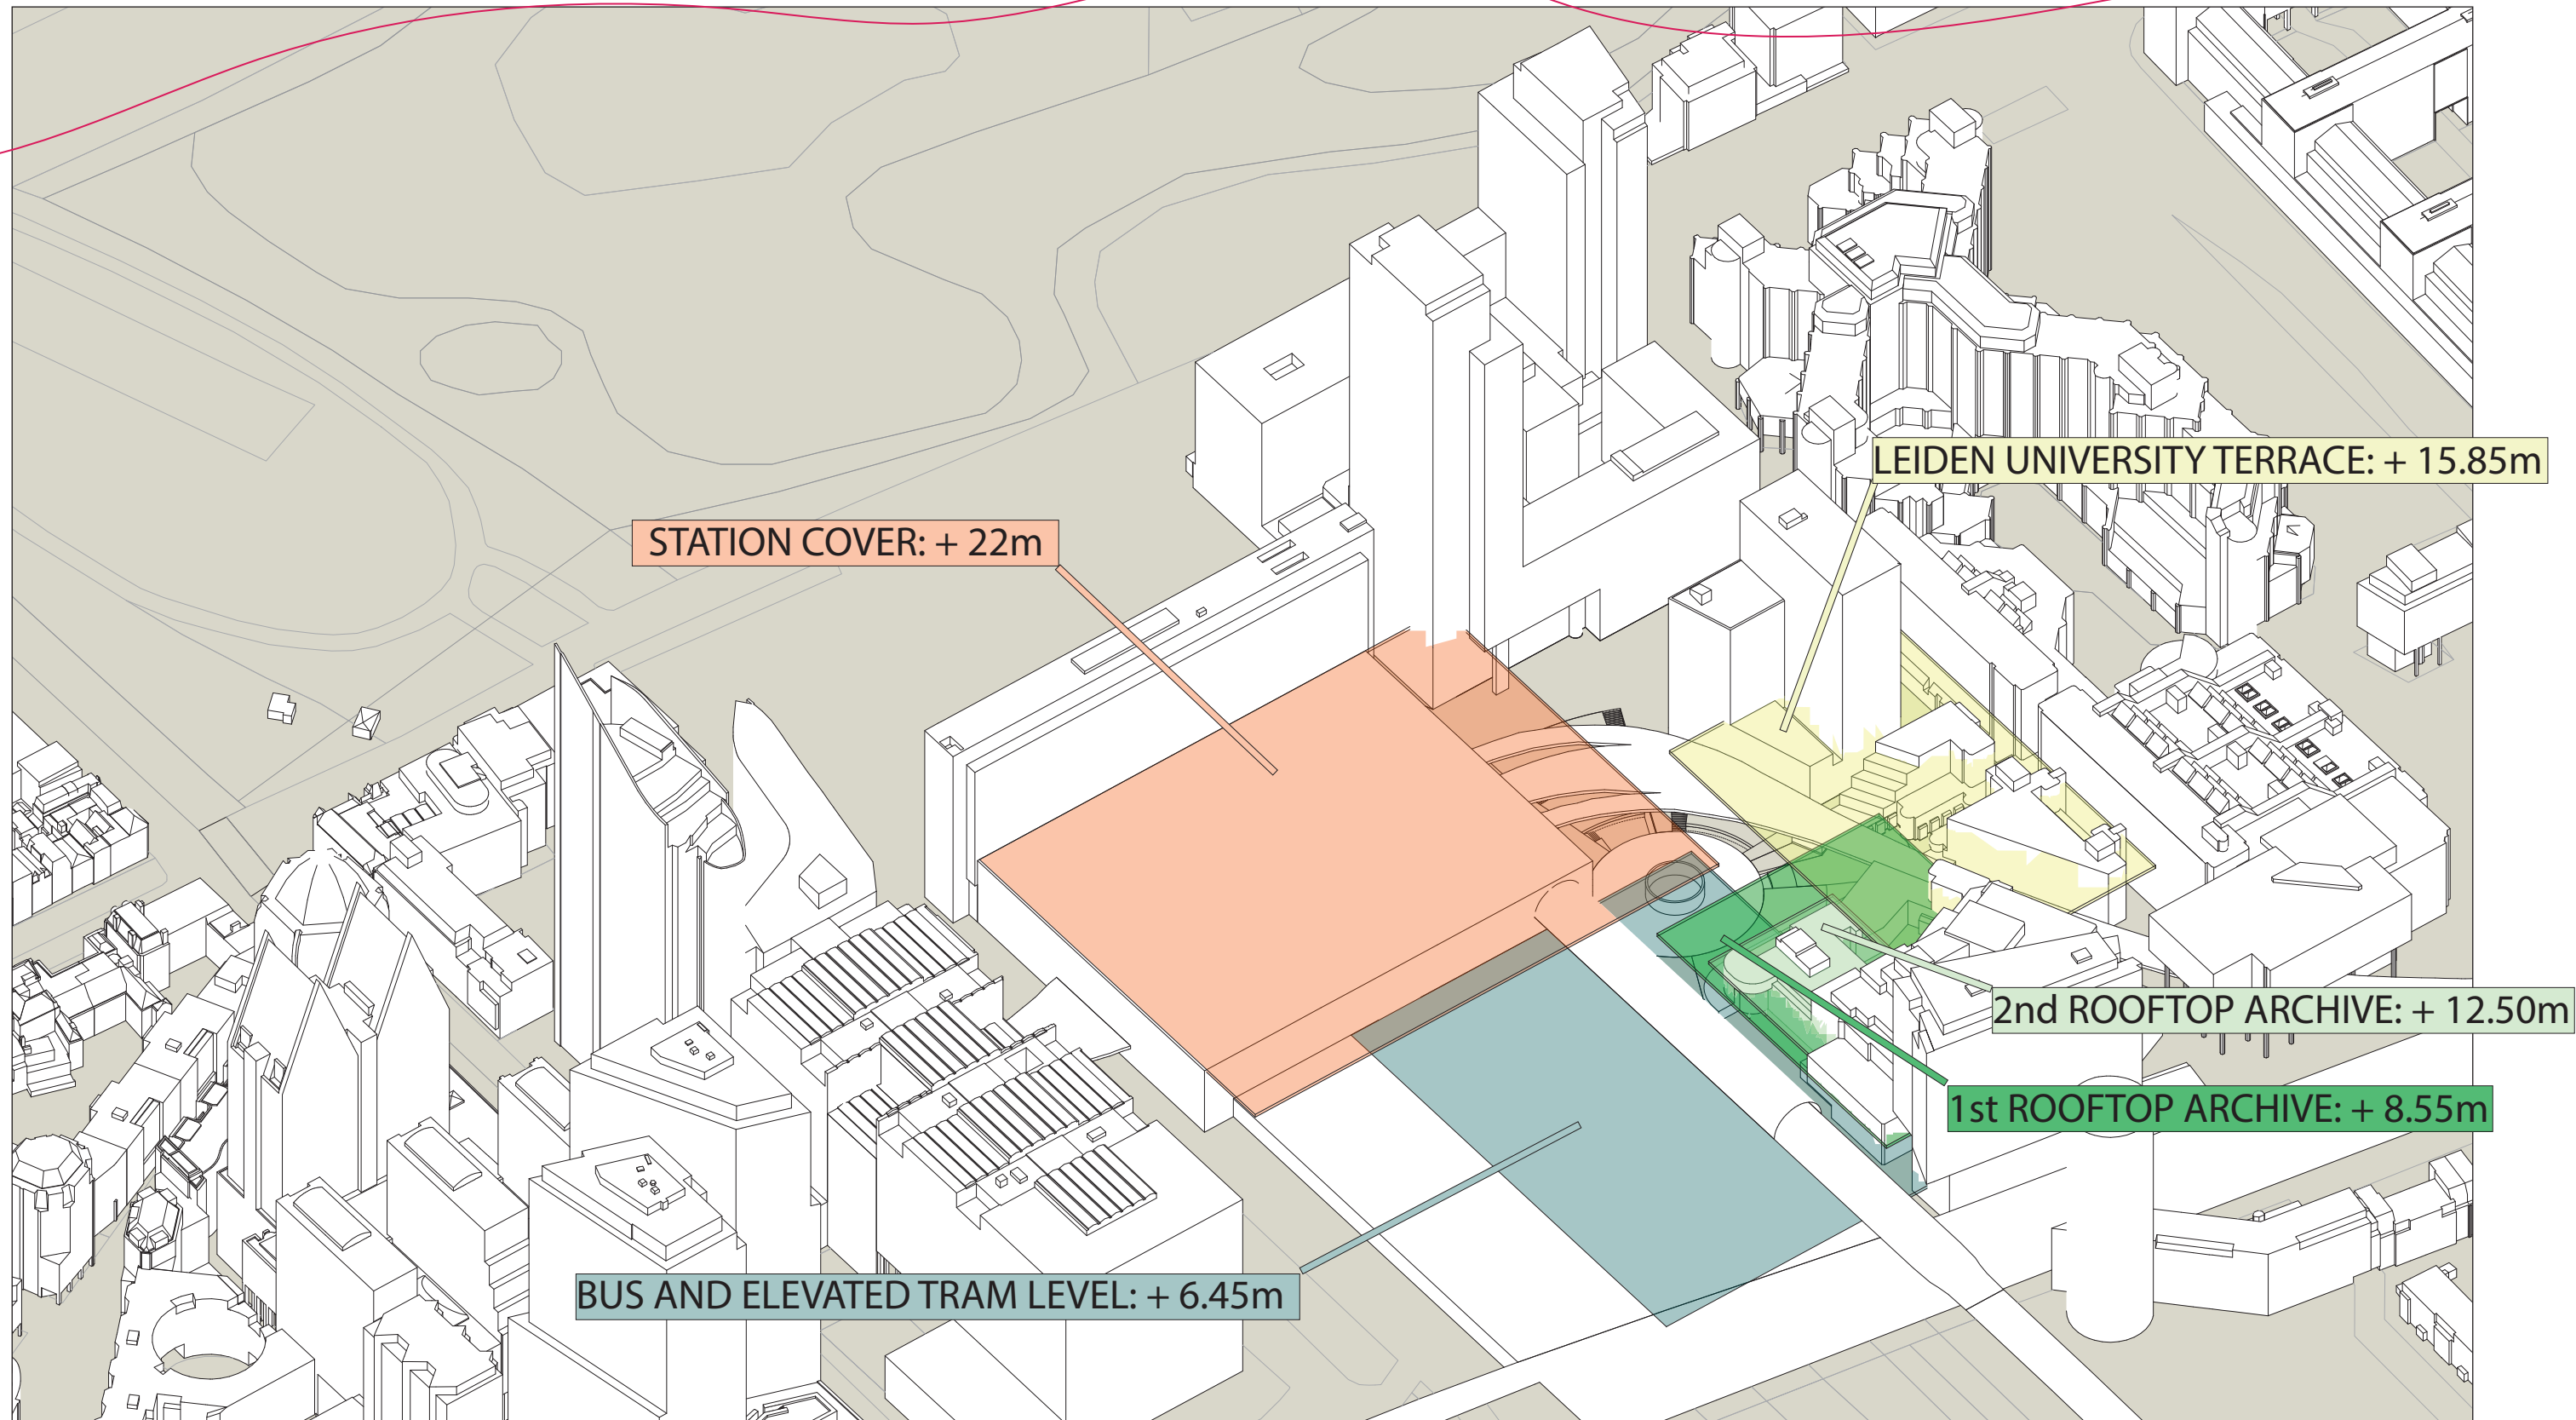 LEIDEN UNIVERSITY TERRACE: + 15.85m
STATION COVER: + 22m
2nd ROOFTOP ARCHIVE: + 12.50m
1st ROOFTOP ARCHIVE: + 8.55m
BUS AND ELEVATED TRAM LEVEL: + 6.45m